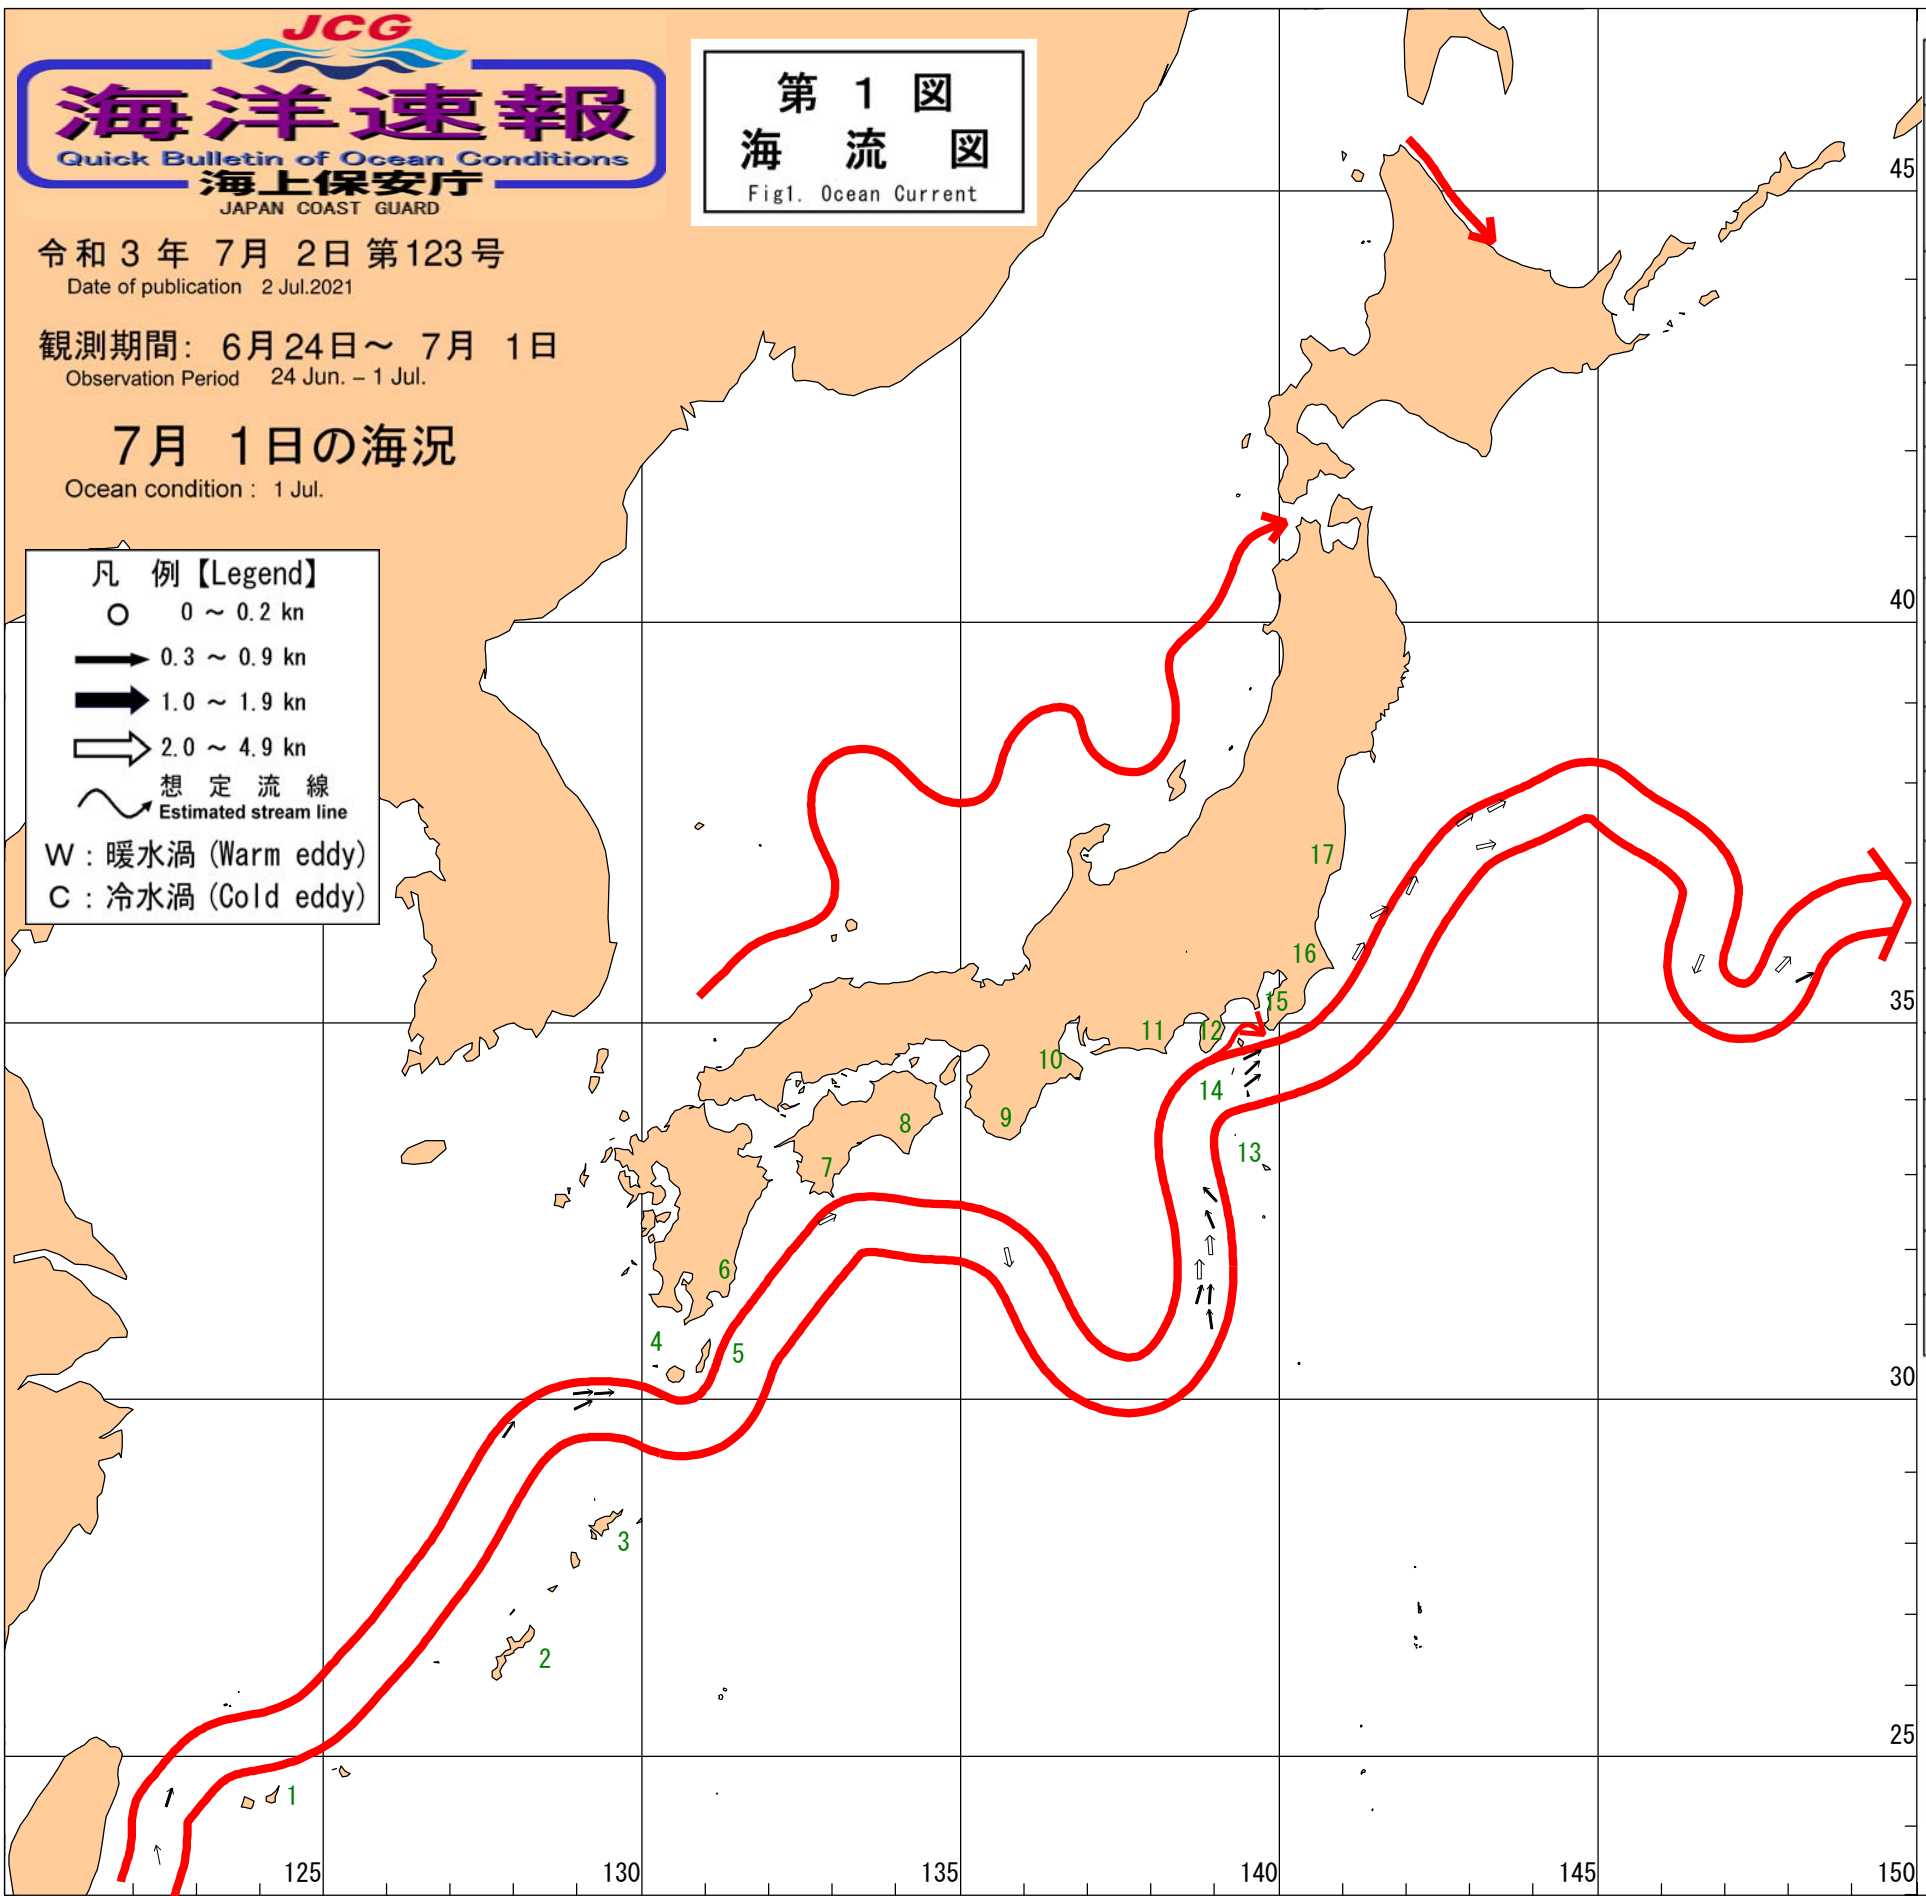 JCG
海洋速報
Quick Bulletin of Ocean Conditions
海上保安庁
JAPAN COAST GUARD
令和 3 年 7月 2日 第123号
Date of publication 2 Jul.2021
観測期間: 6月24日～ 7月 1日
Observation Period 24 Jun. – 1 Jul.
7月 1日の海況
Ocean condition : 1 Jul.
第 1 図
海 流 図
Fig1. Ocean Current
凡 例【Legend】
0 ～ 0.2 kn
0.3 ～ 0.9 kn
1.0 ～ 1.9 kn
2.0 ～ 4.9 kn
想 定 流 線
Estimated stream line
W : 暖水渦 (Warm eddy)
C : 冷水渦 (Cold eddy)
45
40
17
16
35
15
12
11
10
14
9
8
13
7
6
4
5
30
3
2
25
1
125
130
135
140
145
150